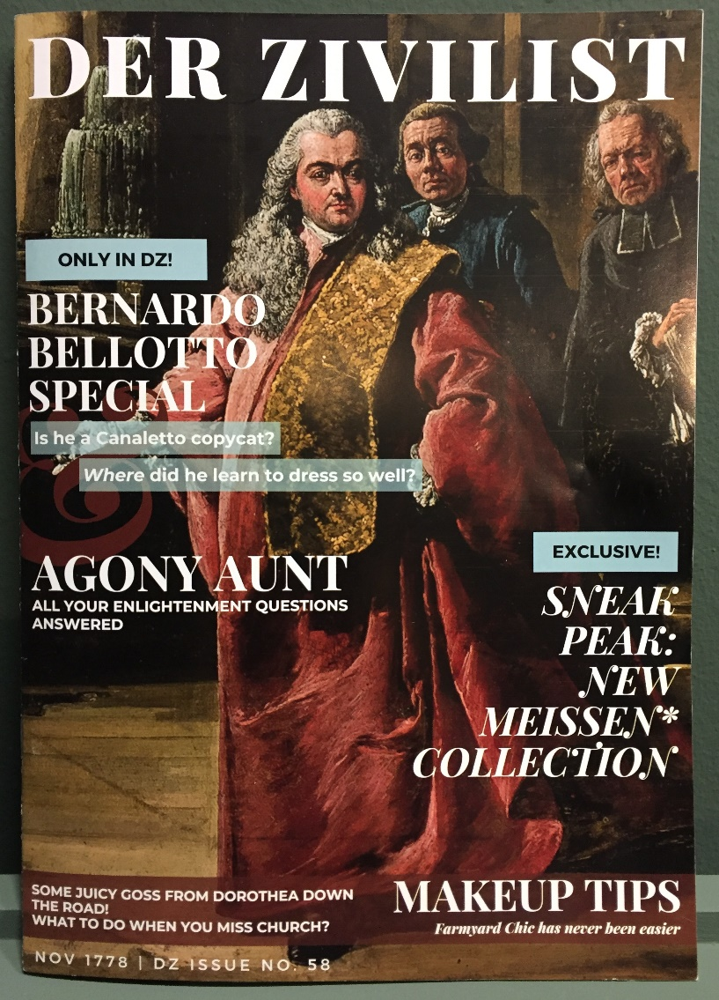 DER ZIVILIST
ONLY IN DZ!
BERNARDO
BELLOTTO
SPECIAL
Is he a Canaletto copycat?
Where did he learn to dress so well?
&
AGONY AUNT
ALL YOUR ENLIGHTENMENT QUESTIONS
ANSWERED
EXCLUSIVE!
SNEAK
PEAK:
NEW
MEISSEN*
COLLECTION
SOME JUICY GOSS FROM DOROTHEA DOWN
THE ROAD!
WHAT TO DO WHEN YOU MISS CHURCH?
MAKEUP TIPS
Farmyard Chic has never been easier
NOV 1778 | DZ ISSUE NO. 58